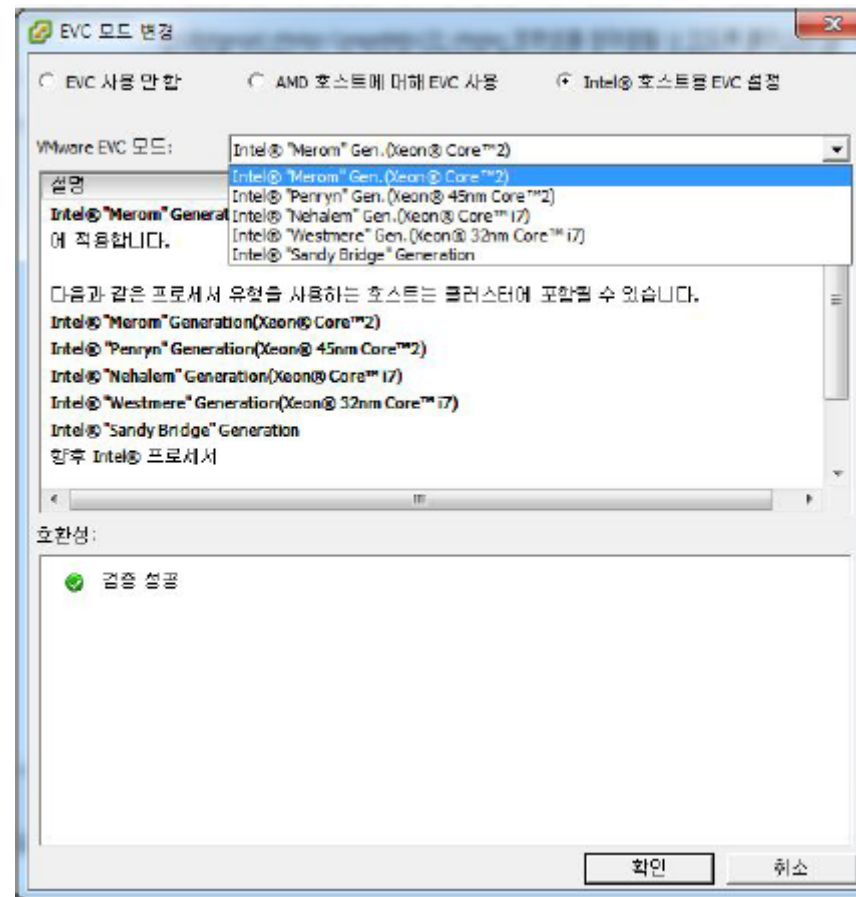 EVC 모드 변경
EVC 사용 안 함 AMD 호스트에 대해 EVC 사용 Intel® 호스트용 EVC 설정
VMware EVC 모드: Intel® "Merom" Gen.(Xeon® Core™2)
설명
Intel® "Merom" Gen.(Xeon® Core™2)
Intel® "Penryn" Gen.(Xeon® 45nm Core™2)
Intel® "Merom" Generat
Intel® "Nehalem" Gen.(Xeon® Core™ i7)
에 적용합니다.
Intel® "Westmere" Gen.(Xeon® 32nm Core™ i7)
Intel® "Sandy Bridge" Generation
다음과 같은 프로세서 유형을 사용하는 호스트는 클러스터에 포함될 수 있습니다.
Intel® "Merom" Generation(Xeon® Core™2)
Intel® "Penryn" Generation(Xeon® 45nm Core™2)
Intel® "Nehalem" Generation(Xeon® Core™ i7)
Intel® "Westmere" Generation(Xeon® 32nm Core™ i7)
Intel® "Sandy Bridge" Generation
향후 Intel® 프로세서
호환성:
검증 성공
확인 취소